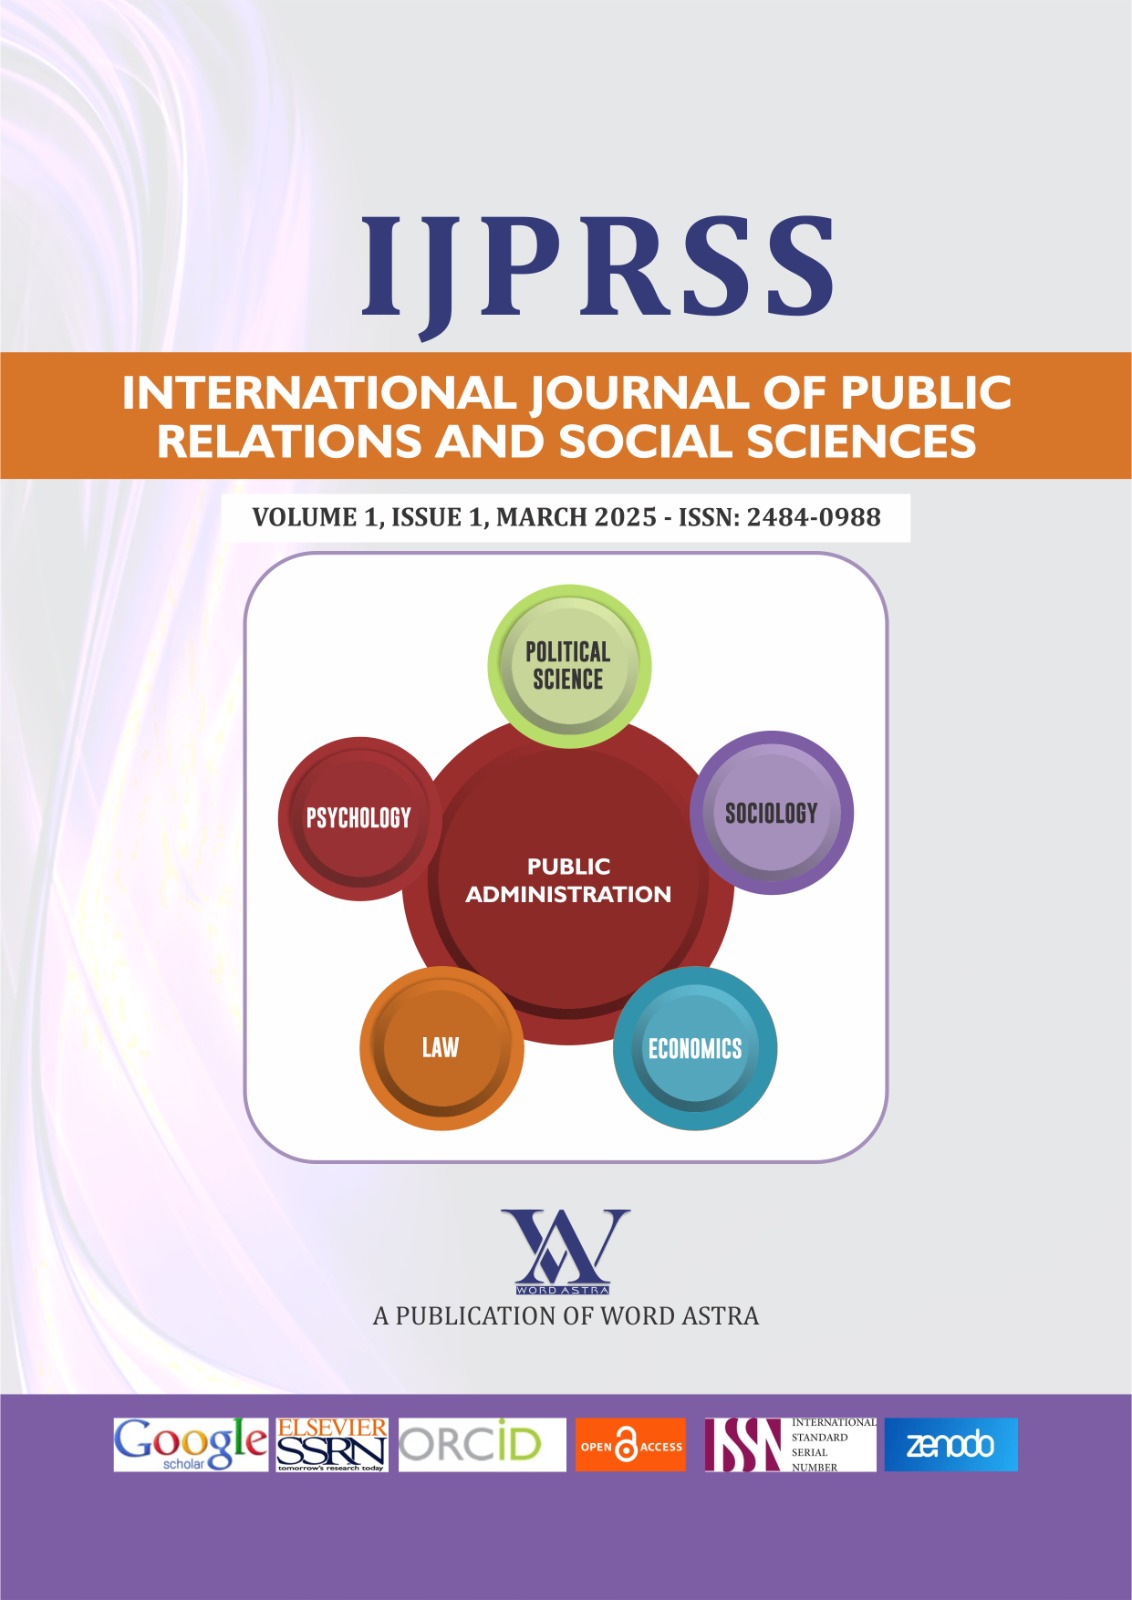 IJPRSS
INTERNATIONAL JOURNAL OF PUBLIC
RELATIONS AND SOCIAL SCIENCES
VOLUME 1, ISSUE 1, MARCH 2025 - ISSN: 2484-0988
POLITICAL
SCIENCE
PSYCHOLOGY
SOCIOLOGY
PUBLIC
ADMINISTRATION
LAW
ECONOMICS
WORD ASTRA
A PUBLICATION OF WORD ASTRA
Google
scholar
ELSEVIER
SSRN
tomorrow's research today
ORCiD
OPEN ACCESS
ISSN
INTERNATIONAL
STANDARD
SERIAL
NUMBER
zenodo